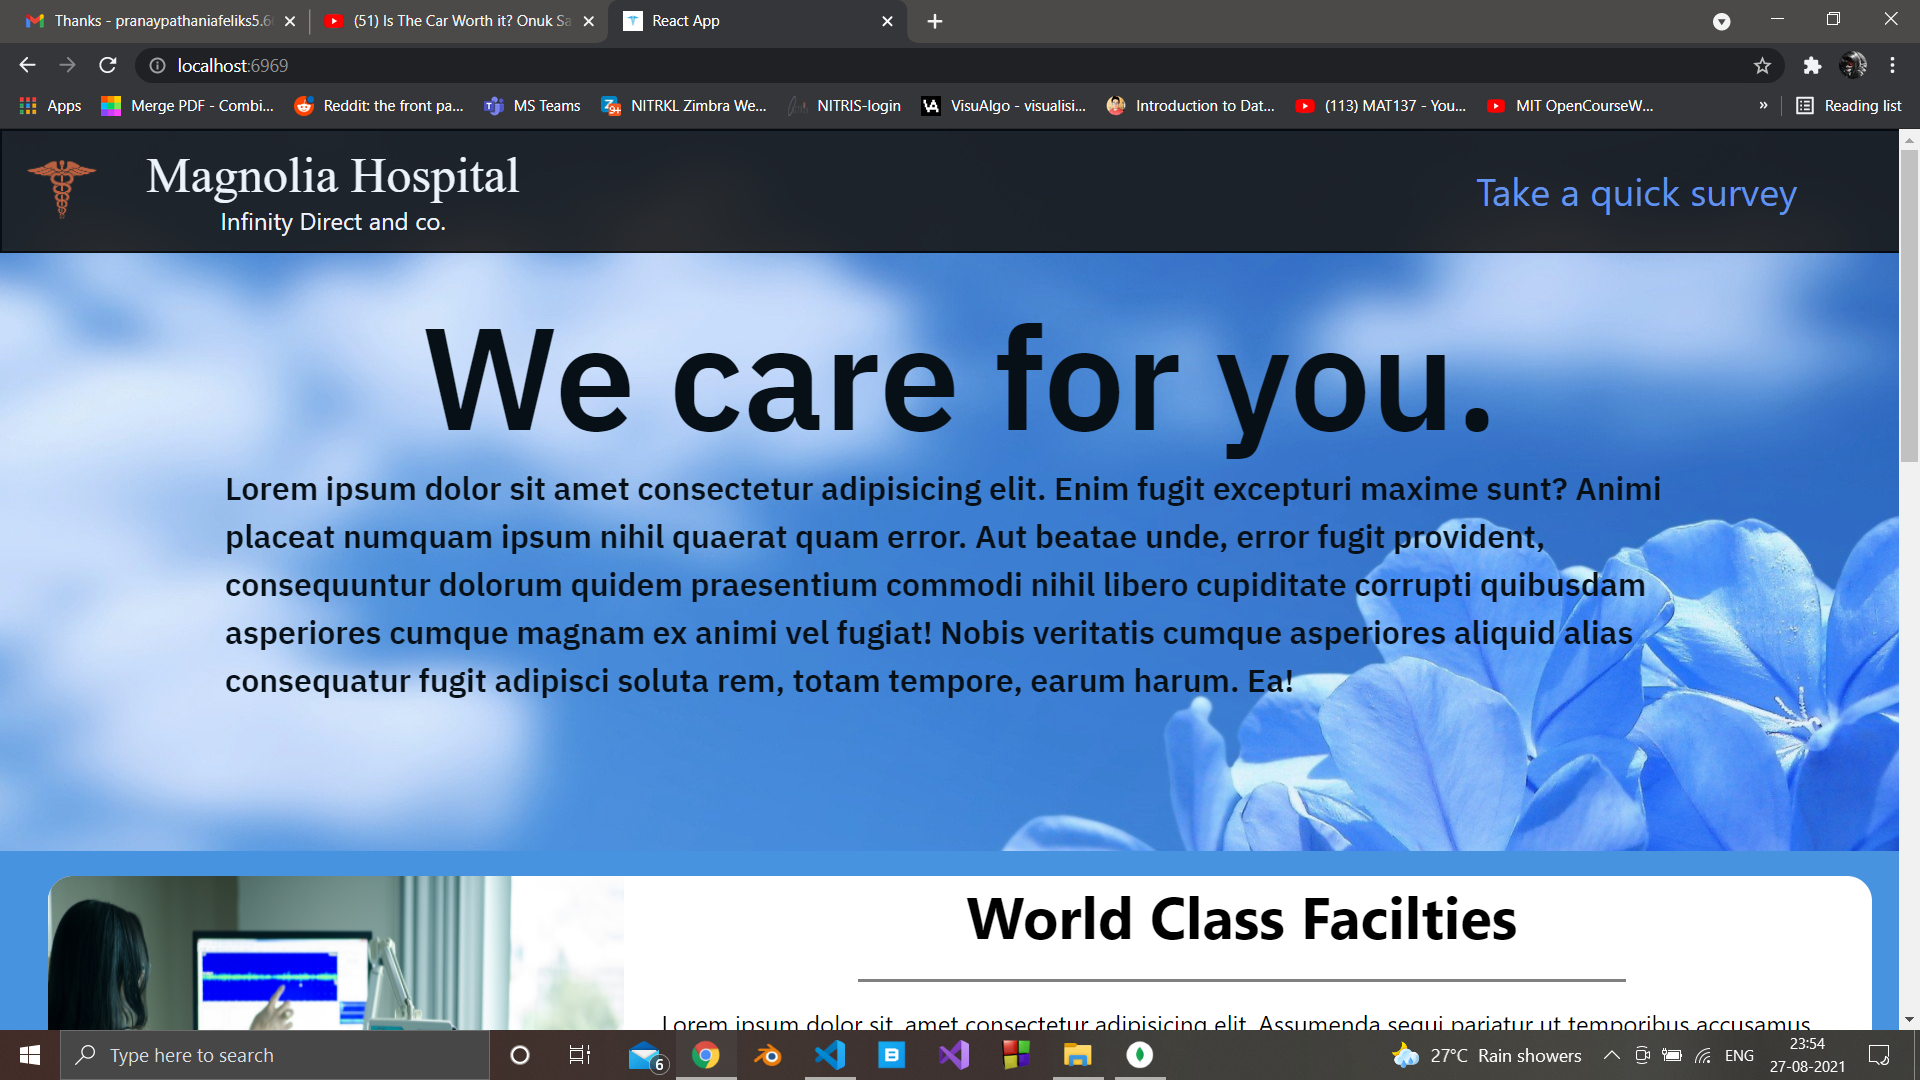 Thanks - pranaypathaniafeliks5.6
(51) Is The Car Worth it? Onuk Sa
React App
localhost:6969
Apps
Merge PDF - Combi...
Reddit: the front pa...
MS Teams
NITRKL Zimbra We...
NITRIS-login
VisuAlgo - visualisi...
Introduction to Dat...
(113) MAT137 - You...
MIT OpenCourseW...
»
Reading list
Magnolia Hospital
Infinity Direct and co.
Take a quick survey
We care for you.
Lorem ipsum dolor sit amet consectetur adipisicing elit. Enim fugit excepturi maxime sunt? Animi
placeat numquam ipsum nihil quaerat quam error. Aut beatae unde, error fugit provident,
consequuntur dolorum quidem praesentium commodi nihil libero cupiditate corrupti quibusdam
asperiores cumque magnam ex animi vel fugiat! Nobis veritatis cumque asperiores aliquid alias
consequatur fugit adipisci soluta rem, totam tempore, earum harum. Ea!
World Class Facilties
Lorem ipsum dolor sit, amet consectetur adipisicing elit. Assumenda sequi pariatur ut temporibus accusamus
Type here to search
6
27°C Rain showers
ENG
23:54
27-08-2021